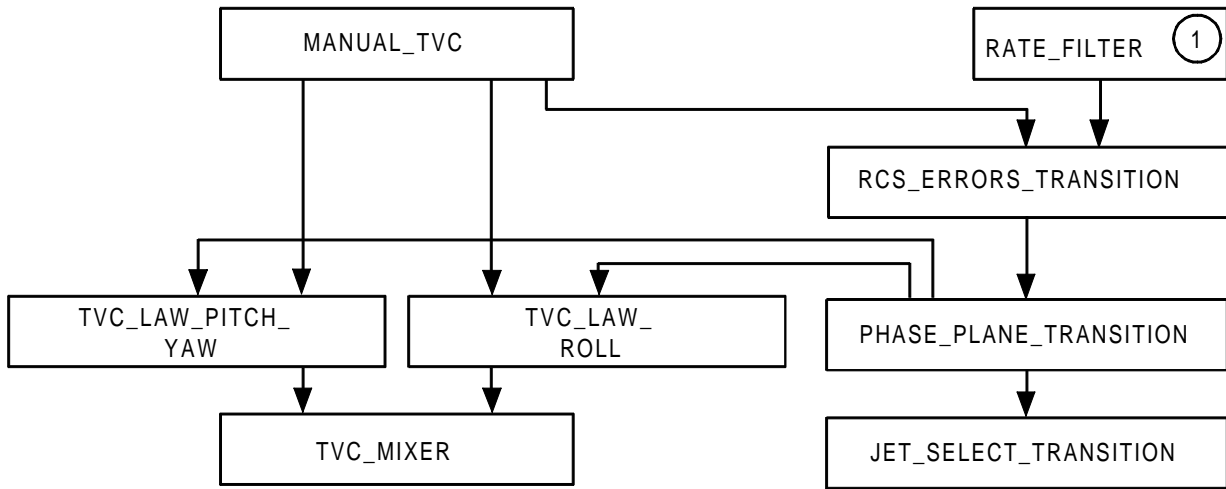 MANUAL_TVC
RATE_FILTER
1
RCS_ERRORS_TRANSITION
TVC_LAW_PITCH_
YAW
TVC_LAW_
ROLL
PHASE_PLANE_TRANSITION
TVC_MIXER
JET_SELECT_TRANSITION